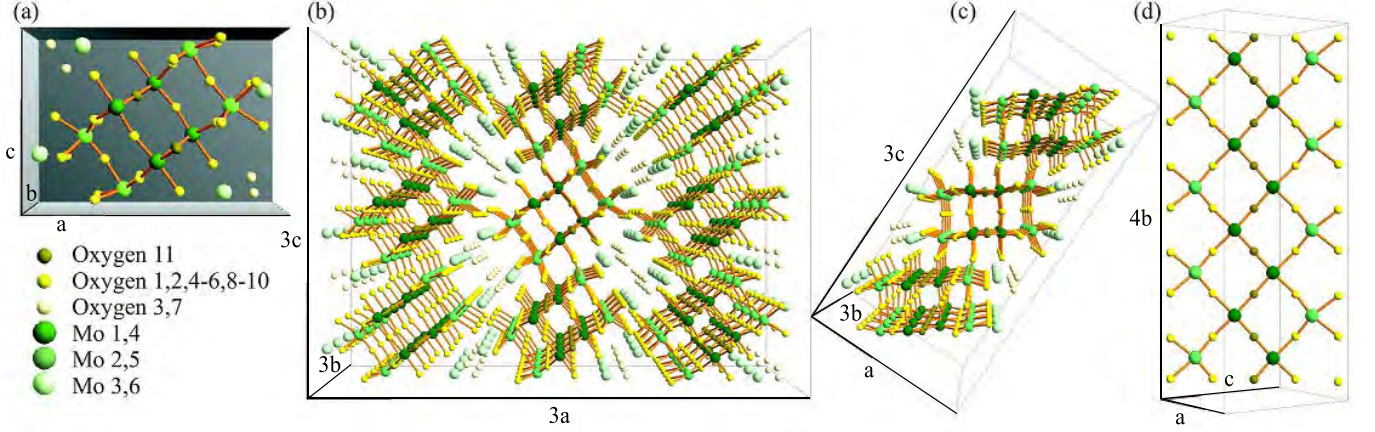 (a)
c
b
a
Oxygen 11
Oxygen 1,2,4-6,8-10
Oxygen 3,7
Mo 1,4
Mo 2,5
Mo 3,6
(b)
3c
3b
3a
(c)
3c
3b
a
(d)
4b
c
a